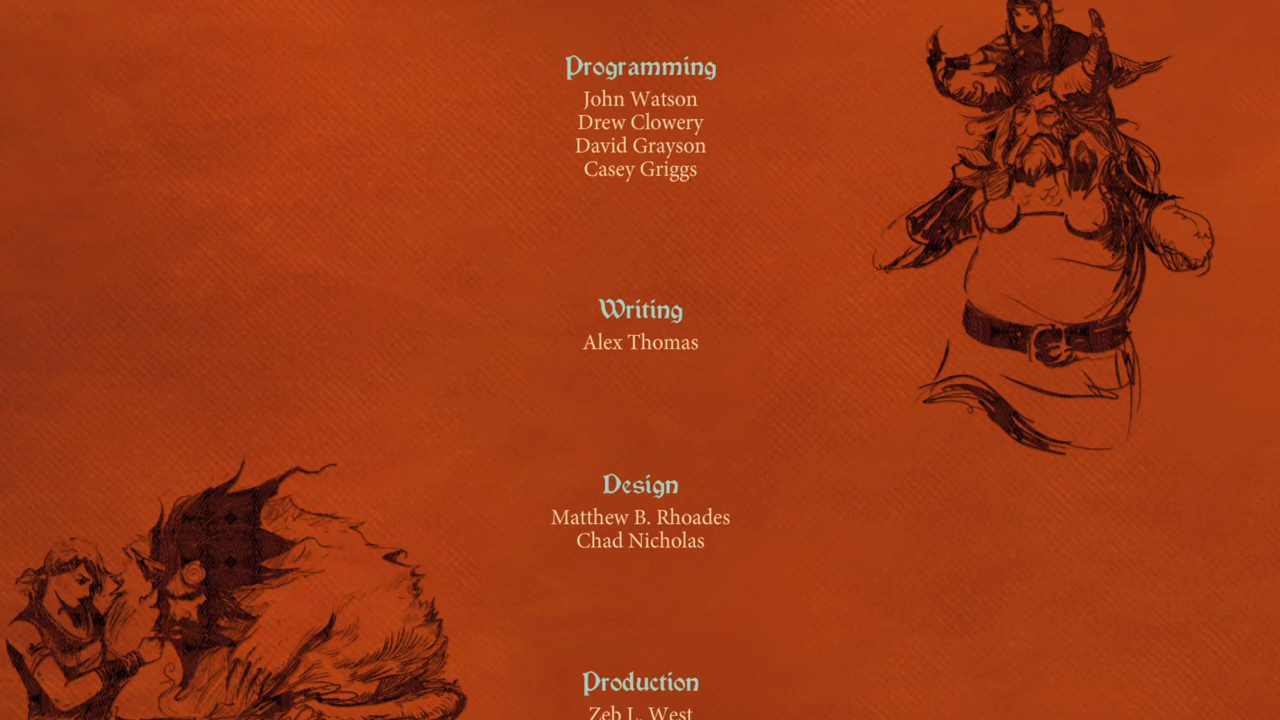 Programming
John Watson
Drew Clowery
David Grayson
Casey Griggs
Writing
Alex Thomas
Design
Matthew B. Rhoades
Chad Nicholas
Production
Zeb L. West